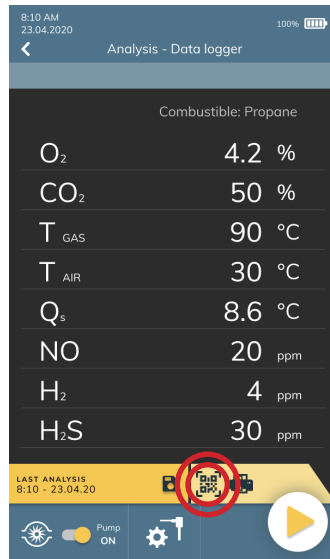 8:10 AM
23.04.2020
100%
Analysis - Data logger
Combustible: Propane
O₂ 4.2 %
CO₂ 50 %
T GAS 90 °C
T AIR 30 °C
Qₛ 8.6 °C
NO 20 ppm
H₂ 4 ppm
H₂S 30 ppm
LAST ANALYSIS
8:10 - 23.04.20
Pump
ON